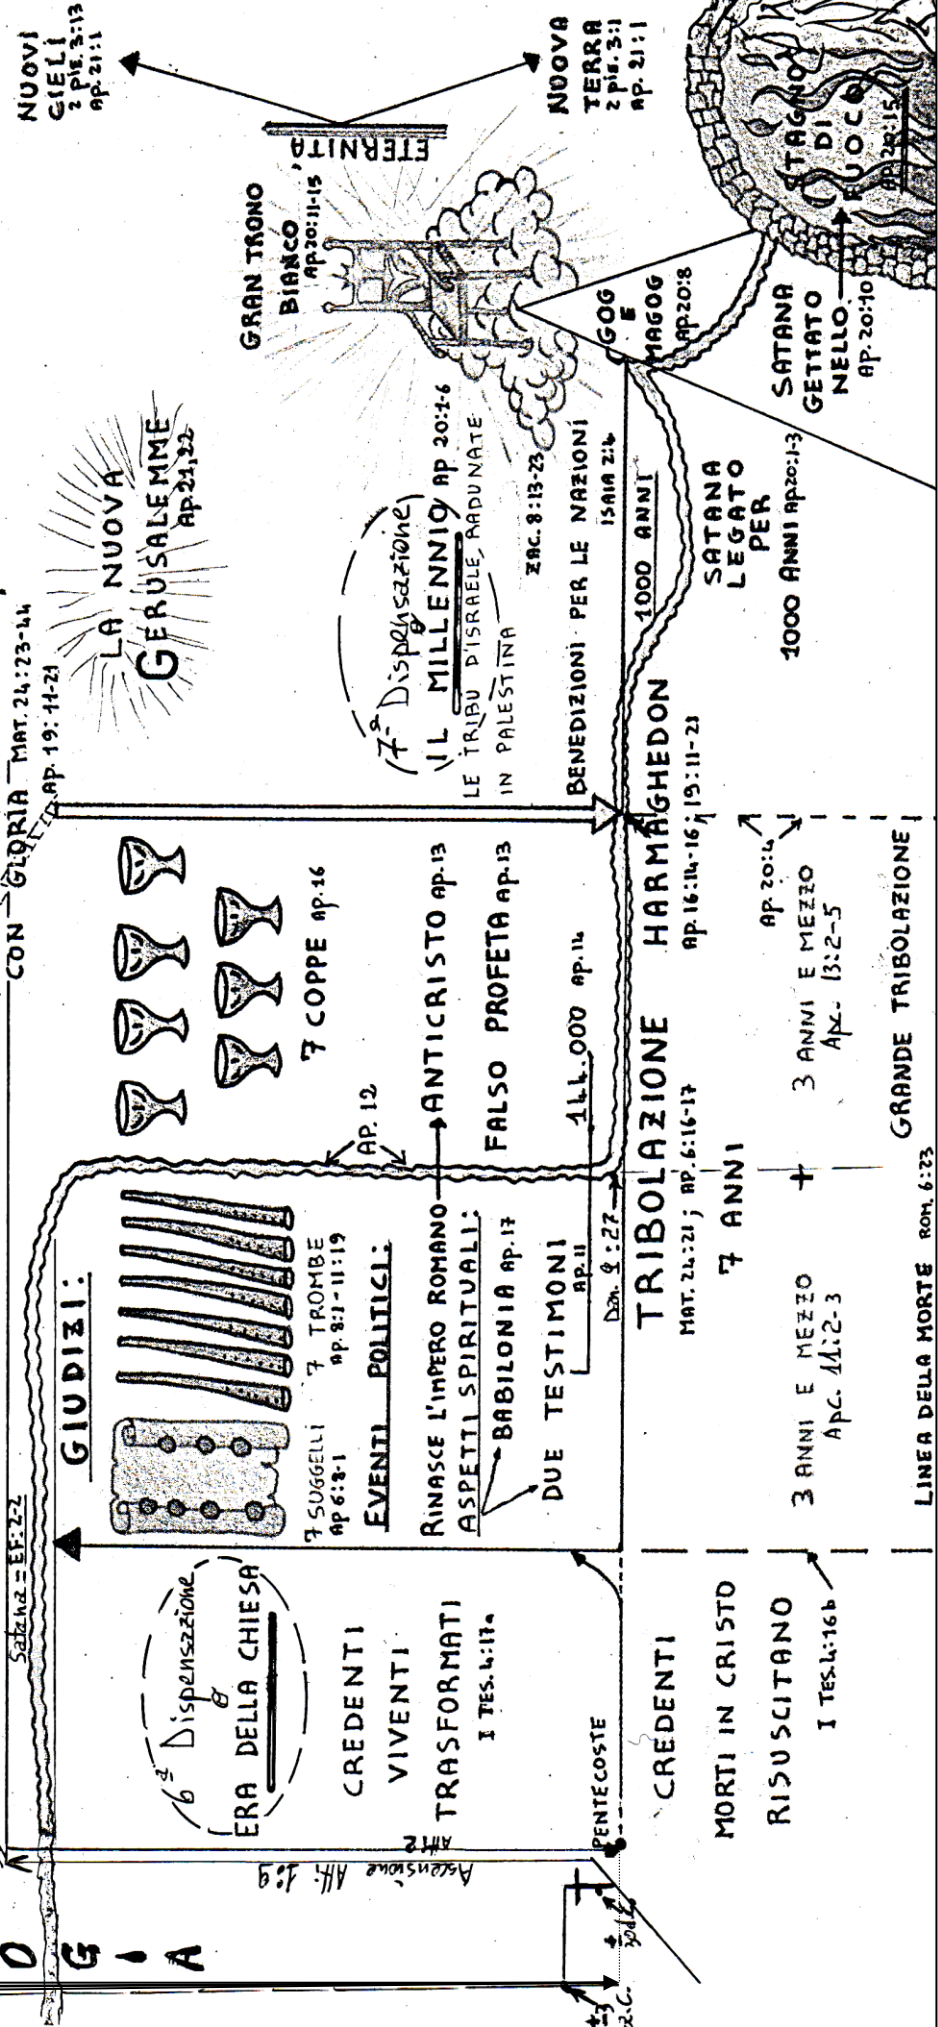 O
G
I
A
Satana = EF: 2-2
CON GLORIA MAT. 24:23-44
Ap. 19:11-21
Ascensione Atti 1:9
Atti 2
PENTECOSTE
30 d.C.
6ª Dispensazione
o
ERA DELLA CHIESA
CREDENTI
VIVENTI
TRASFORMATI
I TES. 4:17a
CREDENTI
MORTI IN CRISTO
RISUSCITANO
I TES. 4:16b
GIUDIZI:
7 SUGGELLI
Ap 6:8-1
7 TROMBE
Ap. 8:1-11:19
7 COPPE Ap. 16
EVENTI POLITICI:
RINASCE L'IMPERO ROMANO
ANTICRISTO Ap. 13
ASPETTI SPIRITUALI:
BABILONIA Ap. 17
FALSO PROFETA Ap. 13
DUE TESTIMONI
Ap. 11
144.000 Ap. 14
AP. 12
Dan. 9:27
TRIBOLAZIONE
MAT. 24:21; AP. 6:16-17
7 ANNI
3 ANNI E MEZZO
Apc. 11:2-3
+
3 ANNI E MEZZO
Apc. 13:2-5
GRANDE TRIBOLAZIONE
LINEA DELLA MORTE ROM. 6:23
HARMAGHEDON
Ap. 16:14-16; 19:11-21
Ap. 20:4
LA NUOVA
GERUSALEMME
Ap. 21,22
7ª Dispensazione
o
IL MILLENNIO Ap 20:1-6
LE TRIBU D'ISRAELE, RADUNATE
IN PALESTINA
ZAC. 8:13-23
BENEDIZIONI PER LE NAZIONI
ISAIA 2:4
1000 ANNI
SATANA
LEGATO
PER
1000 ANNI Ap 20:1-3
GRAN TRONO
BIANCO
Ap. 20:11-15
GOG
E
MAGOG
Ap. 20:8
SATANA
GETTATO
NELLO
AP. 20:10
STAGNO
DI
FUOCO
AP. 20:15
ETERNITÀ
NUOVI
CIELI
2 pie. 3:13
Ap. 21:1
NUOVA
TERRA
2 pie. 3:1
Ap. 21:1